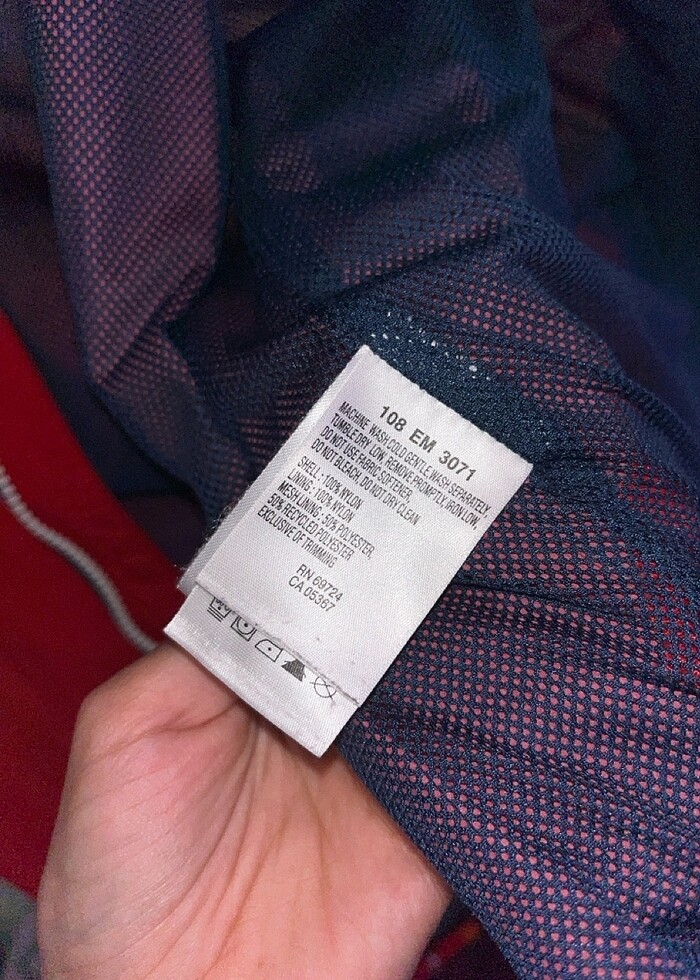 108 EM 3071
MACHINE WASH COLD GENTLE, WASH SEPARATELY,
TUMBLE DRY LOW, REMOVE PROMPTLY, IRON LOW,
DO NOT USE FABRIC SOFTENER,
DO NOT BLEACH, DO NOT DRY CLEAN
SHELL: 100% NYLON
LINING: 100% NYLON
MESH LINING: 50% POLYESTER,
50% RECYCLED POLYESTER
EXCLUSIVE OF TRIMMING
RN 69724
CA 05367